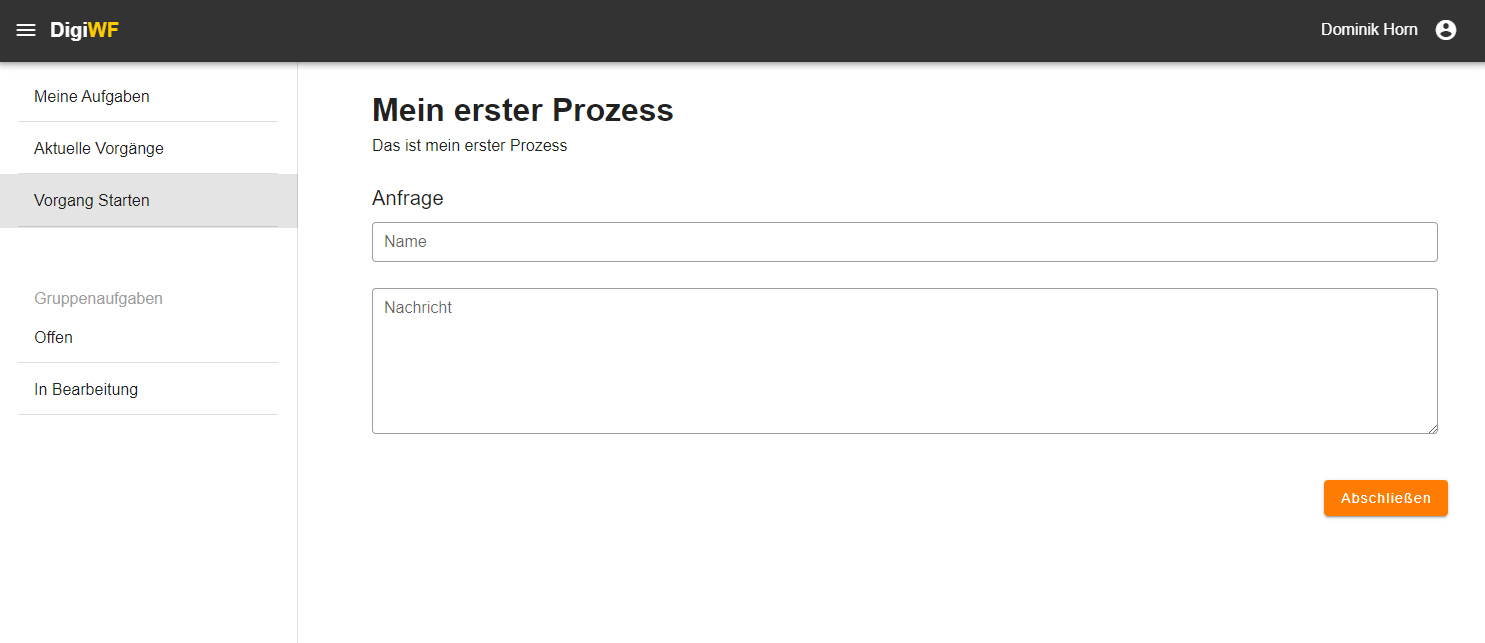 DigiWF
Dominik Horn
Meine Aufgaben
Aktuelle Vorgänge
Vorgang Starten
Gruppenaufgaben
Offen
In Bearbeitung
Mein erster Prozess
Das ist mein erster Prozess
Anfrage
Name
Nachricht
Abschließen